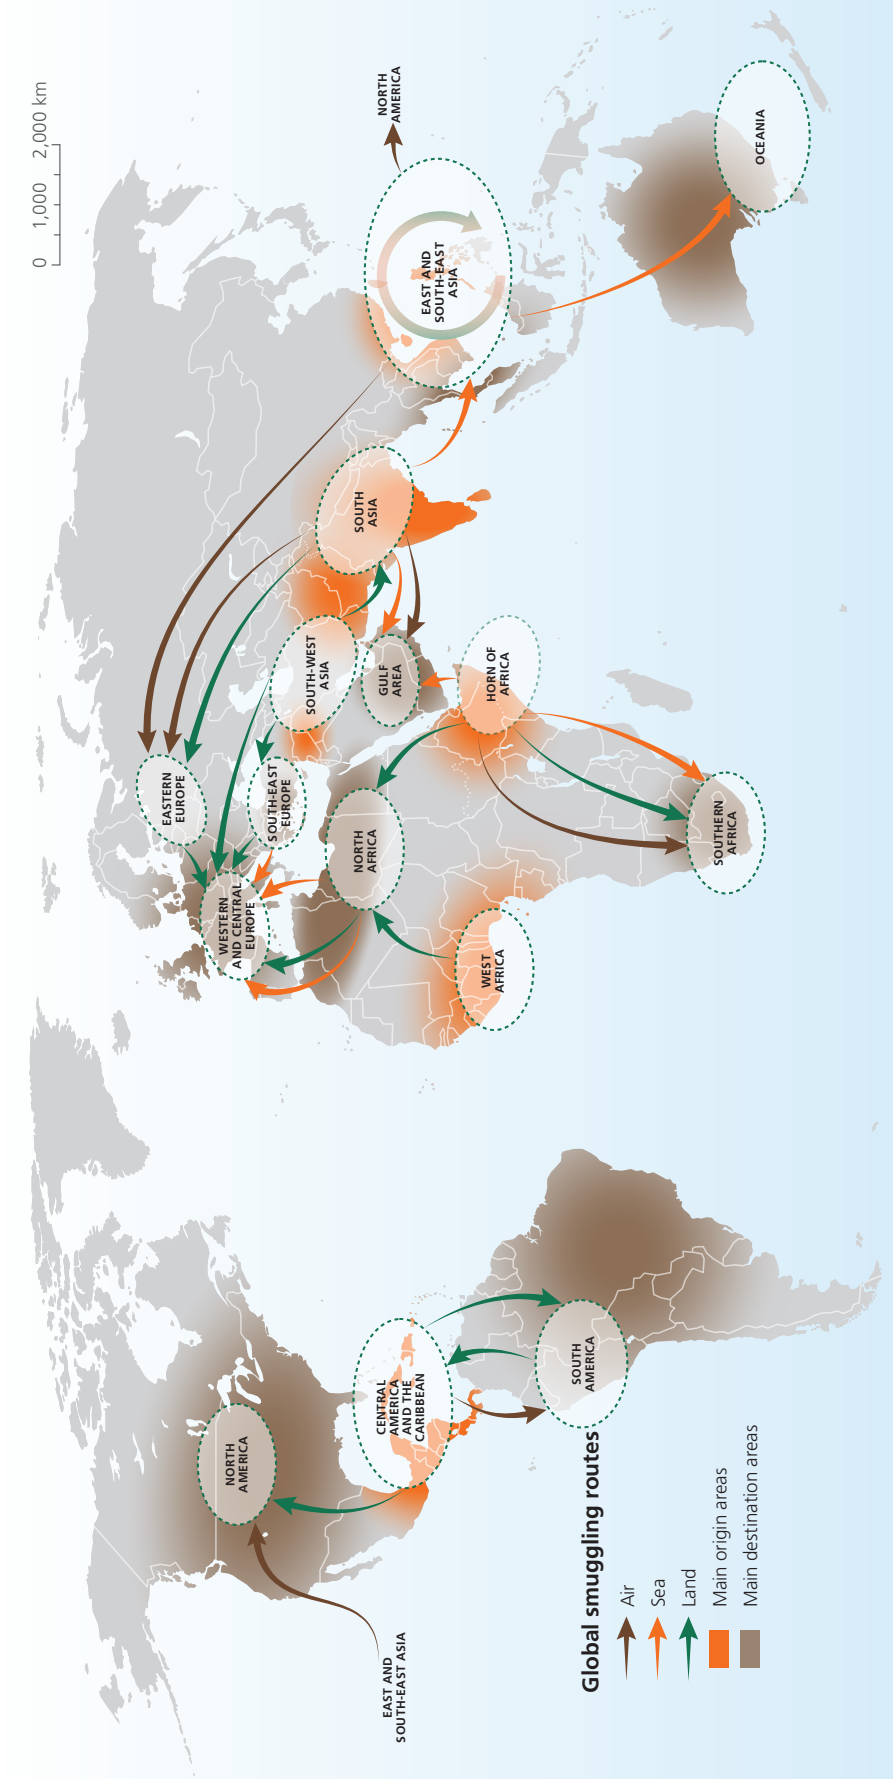 0 1,000 2,000 km
NORTH
AMERICA
EAST AND
SOUTH-EAST ASIA
CENTRAL
AMERICA
AND THE
CARIBBEAN
SOUTH
AMERICA
WESTERN
AND CENTRAL
EUROPE
EASTERN
EUROPE
SOUTH-EAST
EUROPE
NORTH
AFRICA
WEST
AFRICA
HORN OF
AFRICA
SOUTHERN
AFRICA
SOUTH-WEST
ASIA
GULF
AREA
SOUTH
ASIA
EAST AND
SOUTH-EAST
ASIA
NORTH
AMERICA
OCEANIA
Global smuggling routes
Air
Sea
Land
Main origin areas
Main destination areas